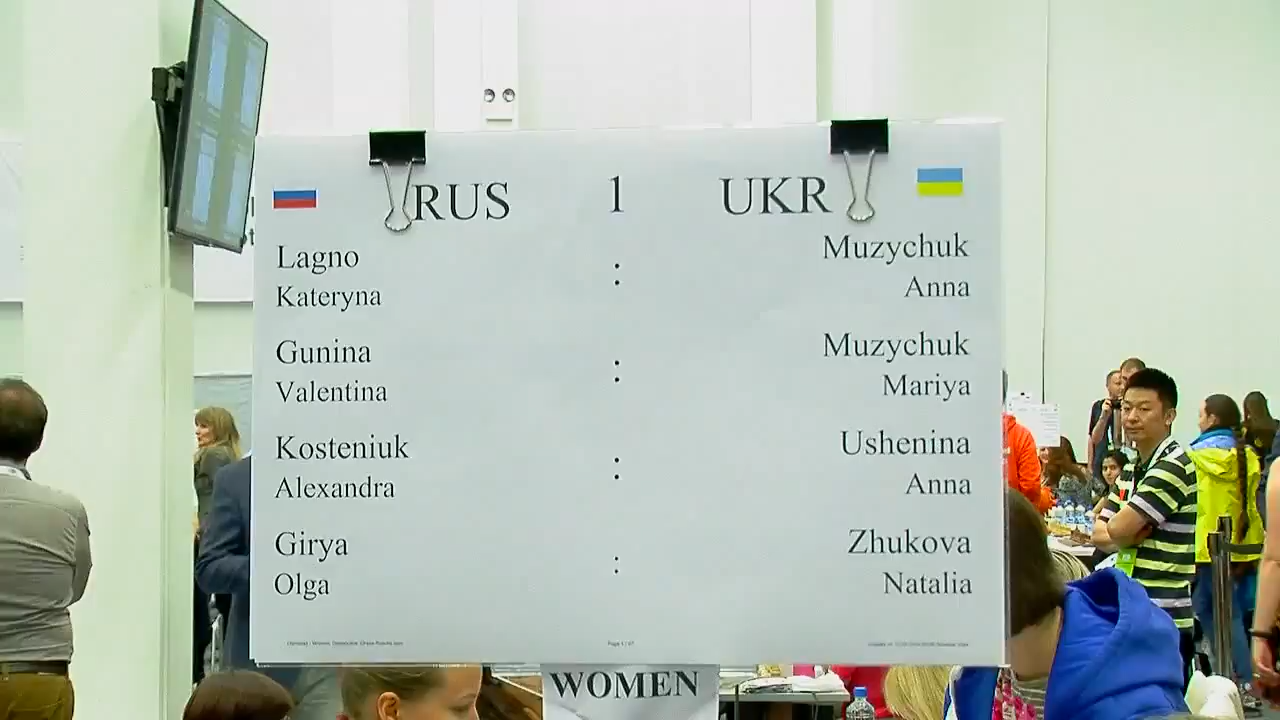 RUS 1 UKR
Lagno : Muzychuk
Kateryna Anna
Gunina : Muzychuk
Valentina Mariya
Kosteniuk : Ushenina
Alexandra Anna
Girya : Zhukova
Olga Natalia
WOMEN